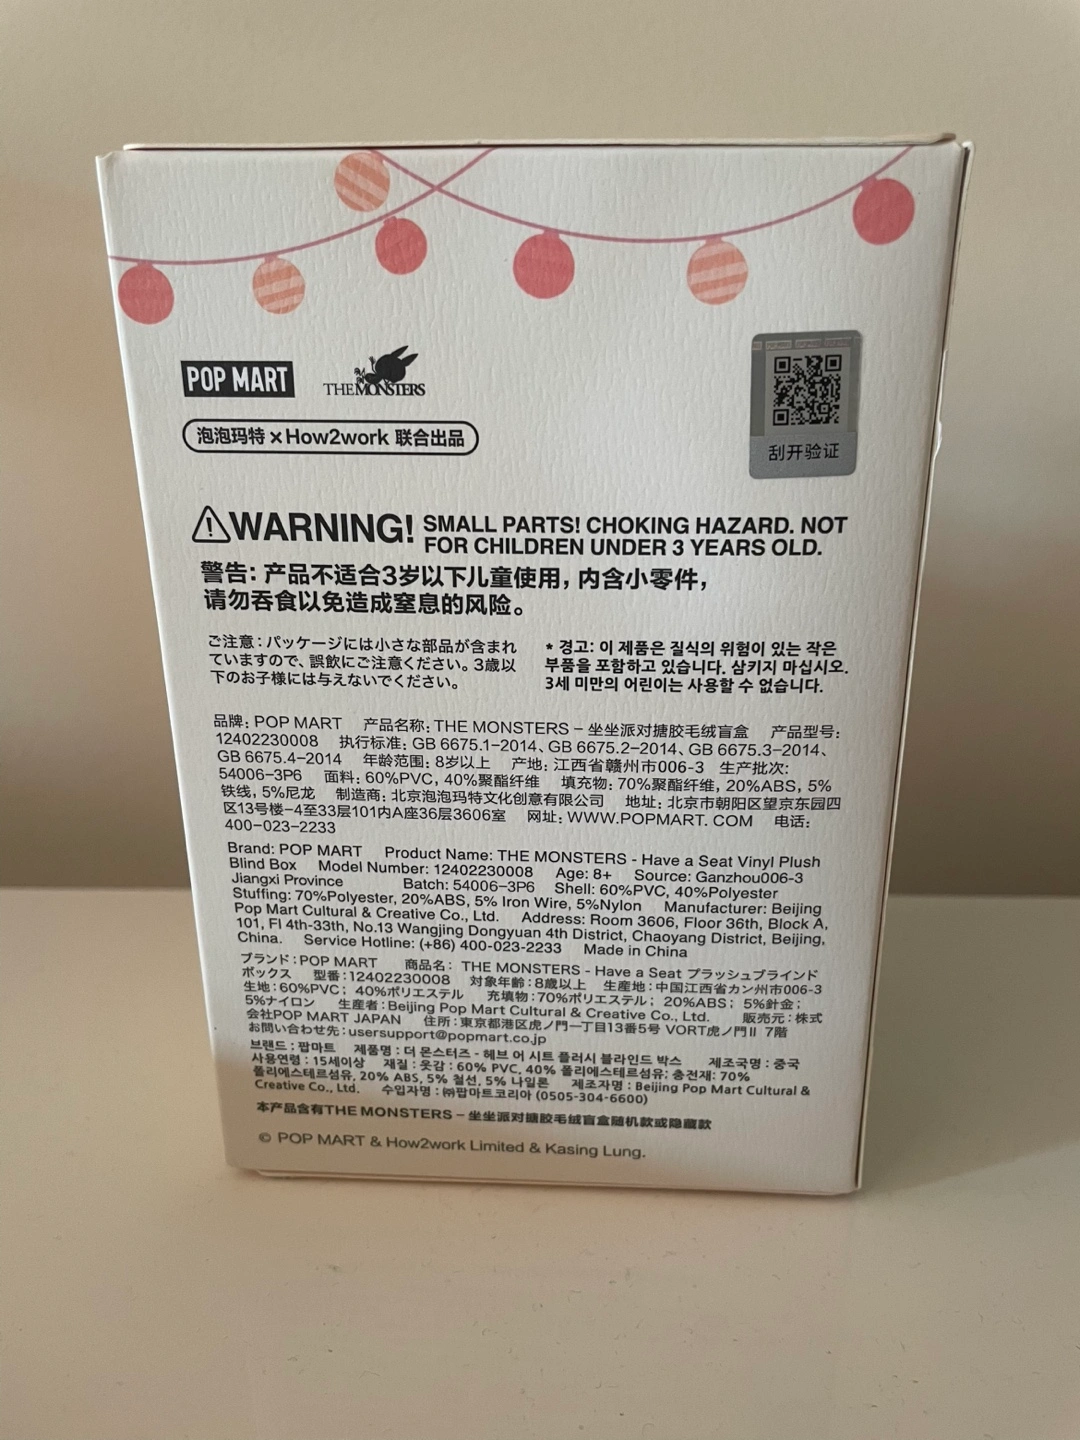 POP MART
THE MONSTERS
泡泡玛特×How2work 联合出品
刮开验证
WARNING! SMALL PARTS! CHOKING HAZARD. NOT
FOR CHILDREN UNDER 3 YEARS OLD.
警告: 产品不适合3岁以下儿童使用, 内含小零件,
请勿吞食以免造成窒息的风险。
ご注意:パッケージには小さな部品が含まれ
ていますので、誤飲にご注意ください。3歳以
下のお子様には与えないでください。
* 경고: 이 제품은 질식의 위험이 있는 작은
부품을 포함하고 있습니다. 삼키지 마십시오.
3세 미만의 어린이는 사용할 수 없습니다.
品牌: POP MART 产品名称: THE MONSTERS – 坐坐派对搪胶毛绒盲盒 产品型号:
12402230008 执行标准: GB 6675.1–2014、GB 6675.2–2014、GB 6675.3–2014、
GB 6675.4–2014 年龄范围: 8岁以上 产地: 江西省赣州市006-3 生产批次:
54006-3P6 面料: 60%PVC, 40%聚酯纤维 填充物: 70%聚酯纤维, 20%ABS, 5%
铁线, 5%尼龙 制造商: 北京泡泡玛特文化创意有限公司 地址: 北京市朝阳区望京东园四
区13号楼-4至33层101内A座36层3606室 网址: WWW.POPMART. COM 电话:
400-023-2233
Brand: POP MART Product Name: THE MONSTERS - Have a Seat Vinyl Plush
Blind Box Model Number: 12402230008 Age: 8+ Source: Ganzhou006-3
Jiangxi Province Batch: 54006-3P6 Shell: 60%PVC, 40%Polyester
Stuffing: 70%Polyester, 20%ABS, 5% Iron Wire, 5%Nylon Manufacturer: Beijing
Pop Mart Cultural & Creative Co., Ltd. Address: Room 3606, Floor 36th, Block A,
101, Fl 4th-33th, No.13 Wangjing Dongyuan 4th District, Chaoyang District, Beijing,
China. Service Hotline: (+86) 400-023-2233 Made in China
ブランド:POP MART 商品名: THE MONSTERS - Have a Seat プラッシュブラインド
ボックス 型番:12402230008 対象年齢:8歳以上 生産地:中国江西省カン州市006-3
生地:60%PVC; 40%ポリエステル 充填物:70%ポリエステル; 20%ABS; 5%針金;
5%ナイロン 生産者:Beijing Pop Mart Cultural & Creative Co., Ltd. 販売元:株式
会社POP MART JAPAN 住所:東京都港区虎ノ門一丁目13番5号 VORT虎ノ門II 7階
お問い合わせ先:usersupport@popmart.co.jp
브랜드 : 팝마트 제품명 : 더 몬스터즈 - 헤브 어 시트 플러시 블라인드 박스 제조국명 : 중국
사용연령 : 15세이상 재질 : 옷감 : 60% PVC, 40% 폴리에스테르섬유; 충전재: 70%
폴리에스테르섬유, 20% ABS, 5% 철선, 5% 나일론 제조자명 : Beijing Pop Mart Cultural &
Creative Co., Ltd. 수입자명 : ㈜팝마트코리아 (0505-304-6600)
本产品含有THE MONSTERS – 坐坐派对搪胶毛绒盲盒随机款或隐藏款
© POP MART & How2work Limited & Kasing Lung.